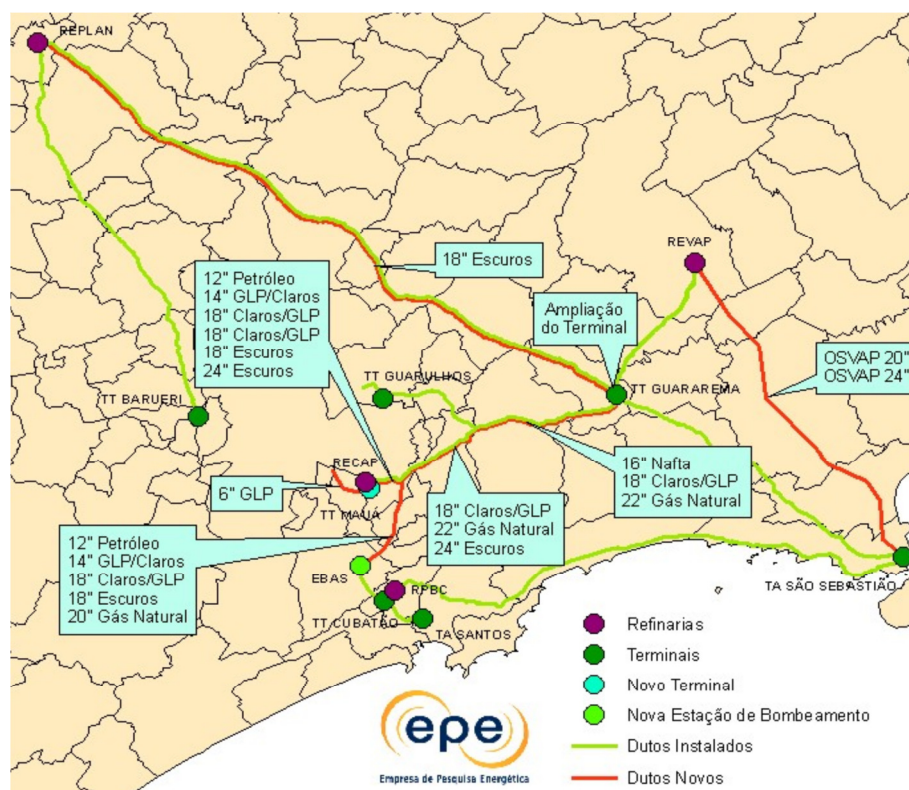 REPLAN
REVAP
18" Escuros
12" Petróleo
14" GLP/Claros
18" Claros/GLP
18" Claros/GLP
18" Escuros
24" Escuros
Ampliação
do Terminal
OSVAP 20"
OSVAP 24"
TT GUARULHOS
TT GUARAREMA
TT BARUERI
RECAP
6" GLP
TT MAUÁ
16" Nafta
18" Claros/GLP
22" Gás Natural
18" Claros/GLP
22" Gás Natural
24" Escuros
12" Petróleo
14" GLP/Claros
18" Claros/GLP
18" Escuros
20" Gás Natural
EBAS
RPBC
TT CUBATÃO
TA SANTOS
TA SÃO SEBASTIÃO
Refinarias
Terminais
Novo Terminal
Nova Estação de Bombeamento
Dutos Instalados
Dutos Novos
epe
Empresa de Pesquisa Energética